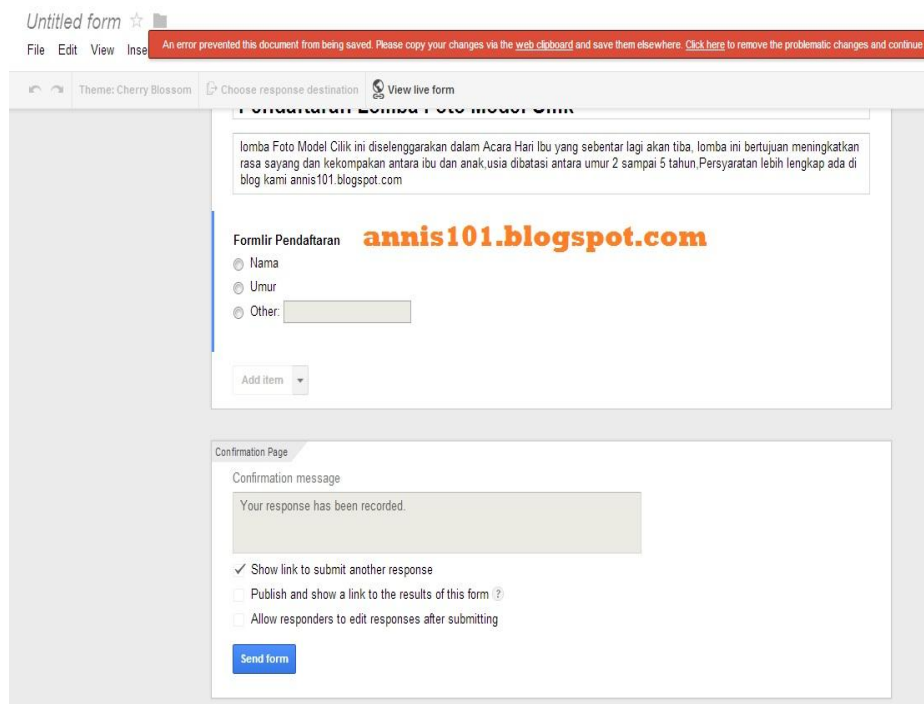 Untitled form
An error prevented this document from being saved. Please copy your changes via the web clipboard and save them elsewhere. Click here to remove the problematic changes and continue
File Edit View Inse
Theme: Cherry Blossom Choose response destination View live form
Pendaftaran Lomba Foto Model Cilik
lomba Foto Model Cilik ini diselenggarakan dalam Acara Hari Ibu yang sebentar lagi akan tiba, lomba ini bertujuan meningkatkan
rasa sayang dan kekompakan antara ibu dan anak,usia dibatasi antara umur 2 sampai 5 tahun,Persyaratan lebih lengkap ada di
blog kami annis101.blogspot.com
Formlir Pendaftaran annis101.blogspot.com
Nama
Umur
Other:
Add item
Confirmation Page
Confirmation message
Your response has been recorded.
Show link to submit another response
Publish and show a link to the results of this form ?
Allow responders to edit responses after submitting
Send form